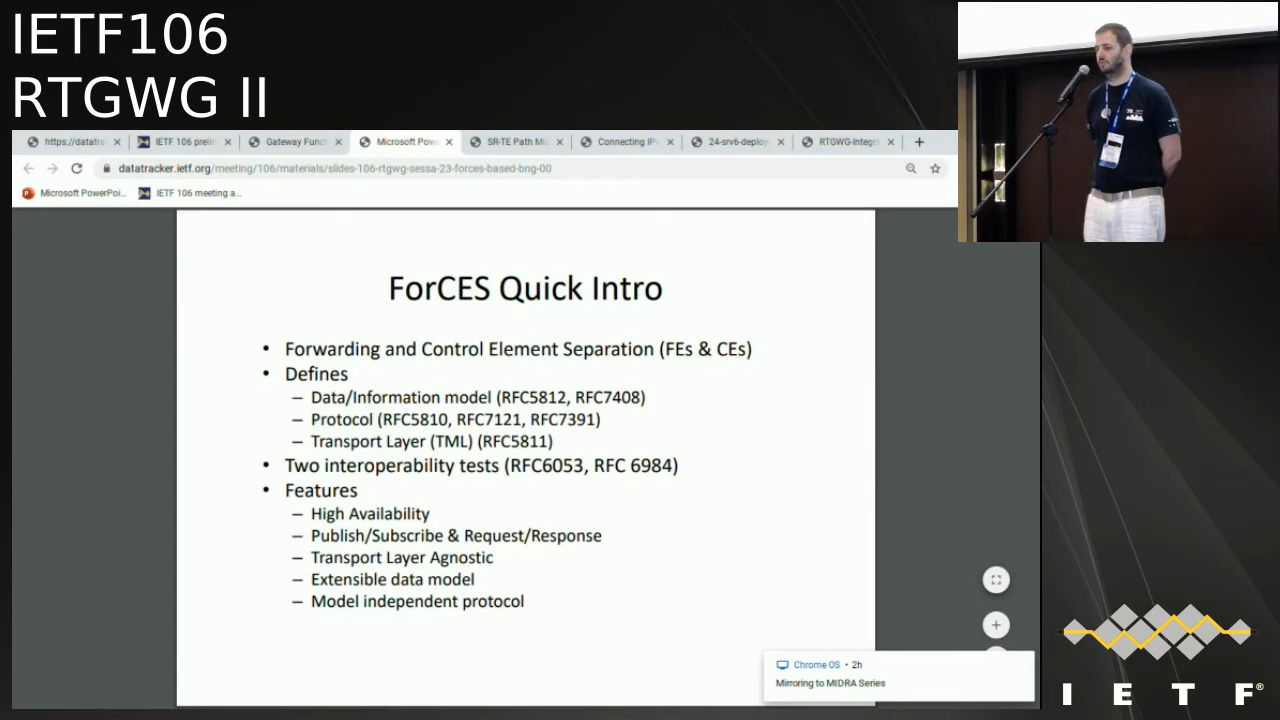 IETF106
RTGWG II
https://datatra
IETF 106 preli
Gateway Funct
Microsoft Pow
SR-TE Path Mi
Connecting IP
24-srv6-deploy
RTGWG-Integr
datatracker.ietf.org/meeting/106/materials/slides-106-rtgwg-sessa-23-forces-based-bng-00
Microsoft PowerPoi...
IETF 106 meeting a...
ForCES Quick Intro
• Forwarding and Control Element Separation (FEs & CEs)
• Defines
– Data/Information model (RFC5812, RFC7408)
– Protocol (RFC5810, RFC7121, RFC7391)
– Transport Layer (TML) (RFC5811)
• Two interoperability tests (RFC6053, RFC 6984)
• Features
– High Availability
– Publish/Subscribe & Request/Response
– Transport Layer Agnostic
– Extensible data model
– Model independent protocol
Chrome OS • 2h
Mirroring to MIDRA Series
I E T F®